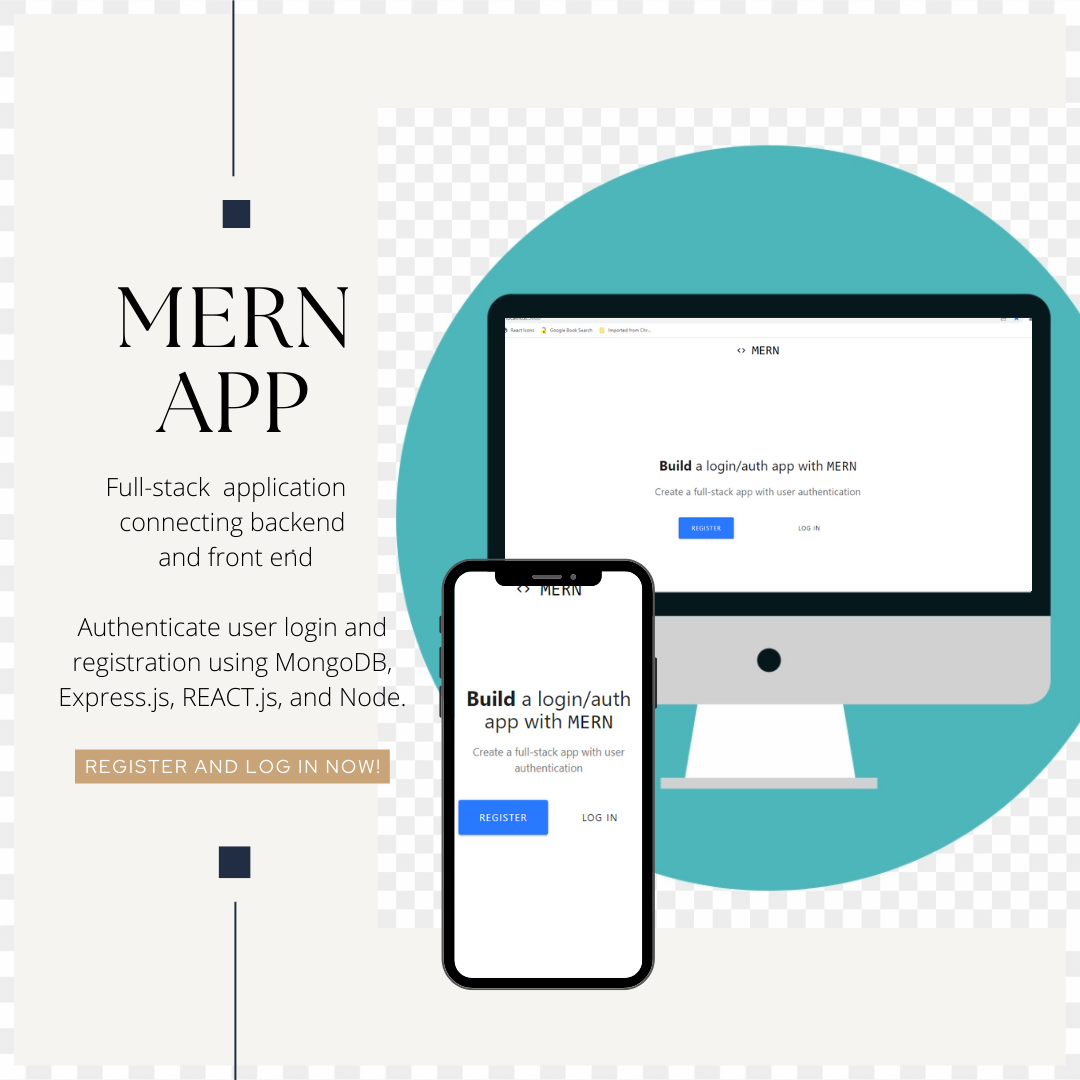 MERN
APP
Full-stack  application
connecting backend
and front end
Authenticate user login and
registration using MongoDB,
Express.js, REACT.js, and Node.
REGISTER AND LOG IN NOW!
React Icons Google Book Search Imported from Chr...
<> MERN
Build a login/auth app with MERN
Create a full-stack app with user authentication
REGISTER LOG IN
<> MERN
Build a login/auth
app with MERN
Create a full-stack app with user
authentication
REGISTER LOG IN